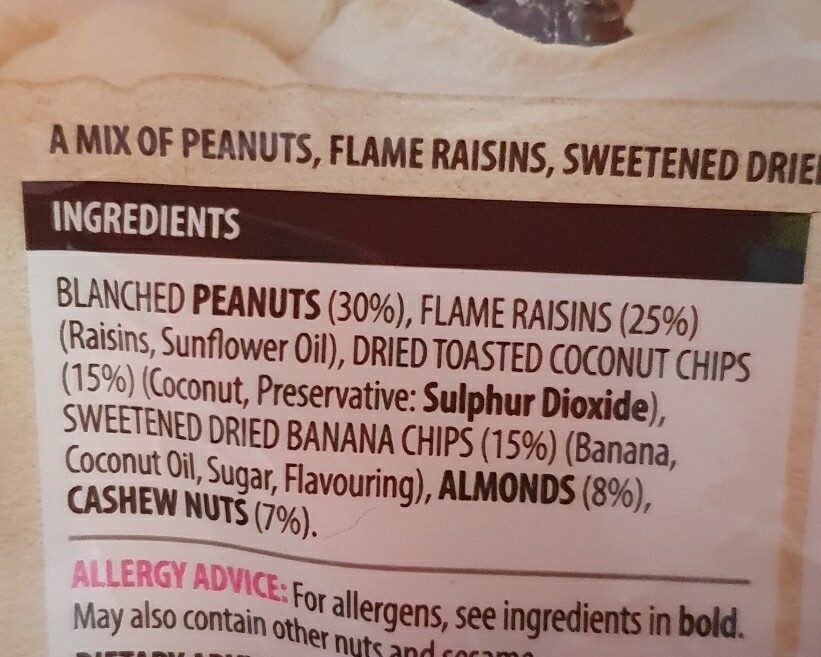 A MIX OF PEANUTS, FLAME RAISINS, SWEETENED DRIED
INGREDIENTS
BLANCHED PEANUTS (30%), FLAME RAISINS (25%)
(Raisins, Sunflower Oil), DRIED TOASTED COCONUT CHIPS
(15%) (Coconut, Preservative: Sulphur Dioxide),
SWEETENED DRIED BANANA CHIPS (15%) (Banana,
Coconut Oil, Sugar, Flavouring), ALMONDS (8%),
CASHEW NUTS (7%).
ALLERGY ADVICE: For allergens, see ingredients in bold.
May also contain other nuts and sesame